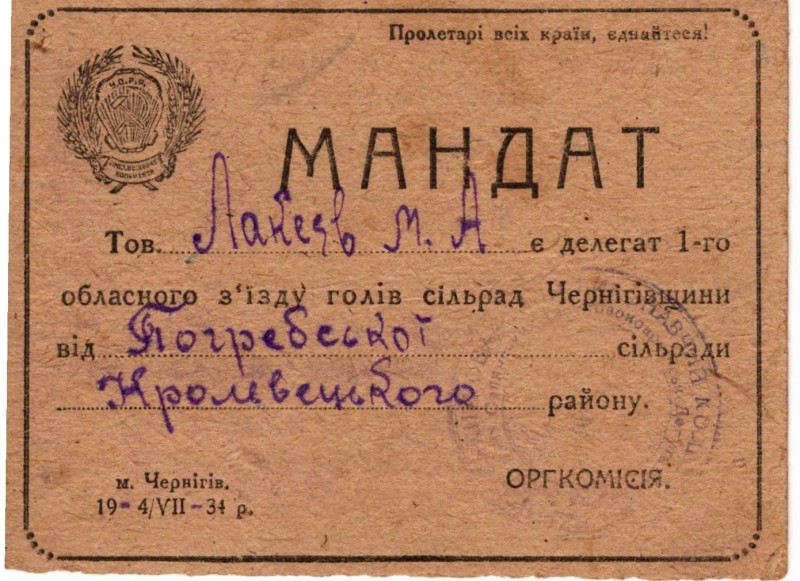 Пролетарі всіх країн, єднайтеся!
У.С.Р.Р.
МАНДАТ
Тов. Лакеєв М. А є делегат 1-го
обласного з'їзду голів сільрад Чернігівщини
від Погребської сільради
Кролевецького району.
м. Чернігів.
19-4/VII-34 р.
ОРГКОМІСІЯ.